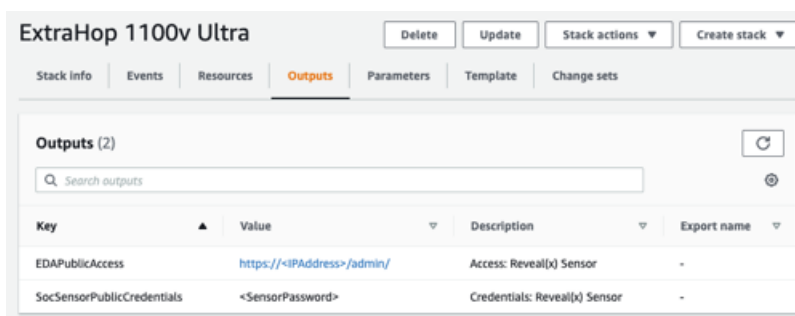 ExtraHop 1100v Ultra
Delete Update Stack actions Create stack
Stack info Events Resources Outputs Parameters Template Change sets
Outputs (2)
Search outputs
Key Value Description Export name
EDAPublicAccess https://<IPAddress>/admin/ Access: Reveal(x) Sensor -
SocSensorPublicCredentials <SensorPassword> Credentials: Reveal(x) Sensor -